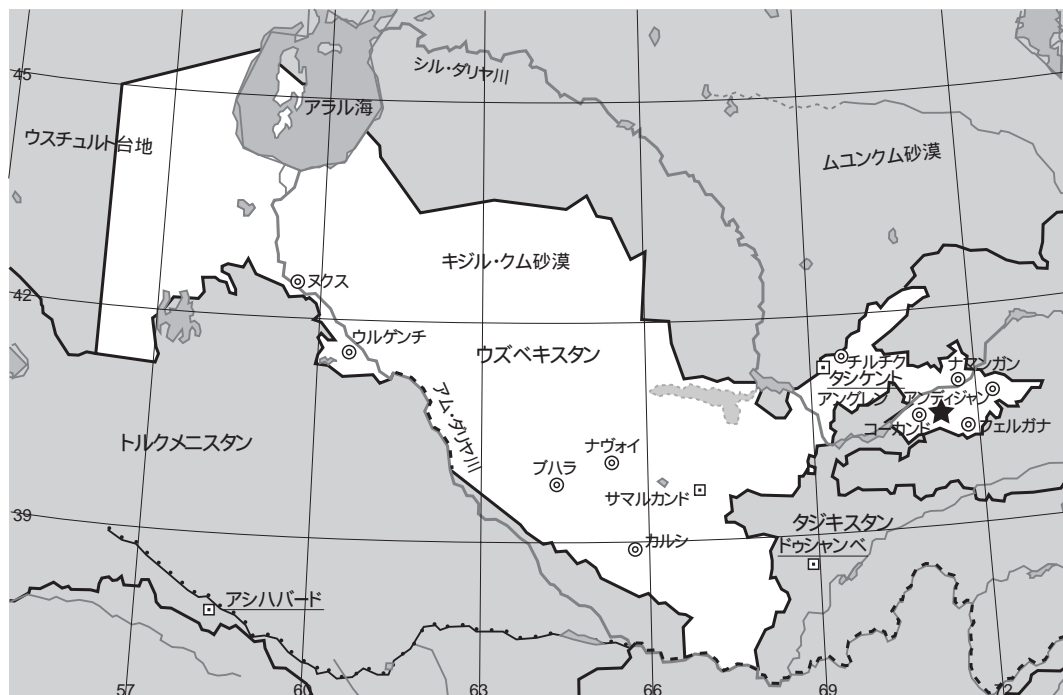 45
シル・ダリヤ川
アラル海
ウスチュルト台地
ムユンクム砂漠
キジル・クム砂漠
42
ヌクス
ウルゲンチ
ウズベキスタン
チルチク
ナマンガン
タシケント
アングレン
アンディジャン
コーカンド
フェルガナ
アム・ダリヤ川
トルクメニスタン
ナヴォイ
ブハラ
サマルカンド
39
タジキスタン
カルシ
ドゥシャンベ
アシハバード
57
60
63
66
69
72